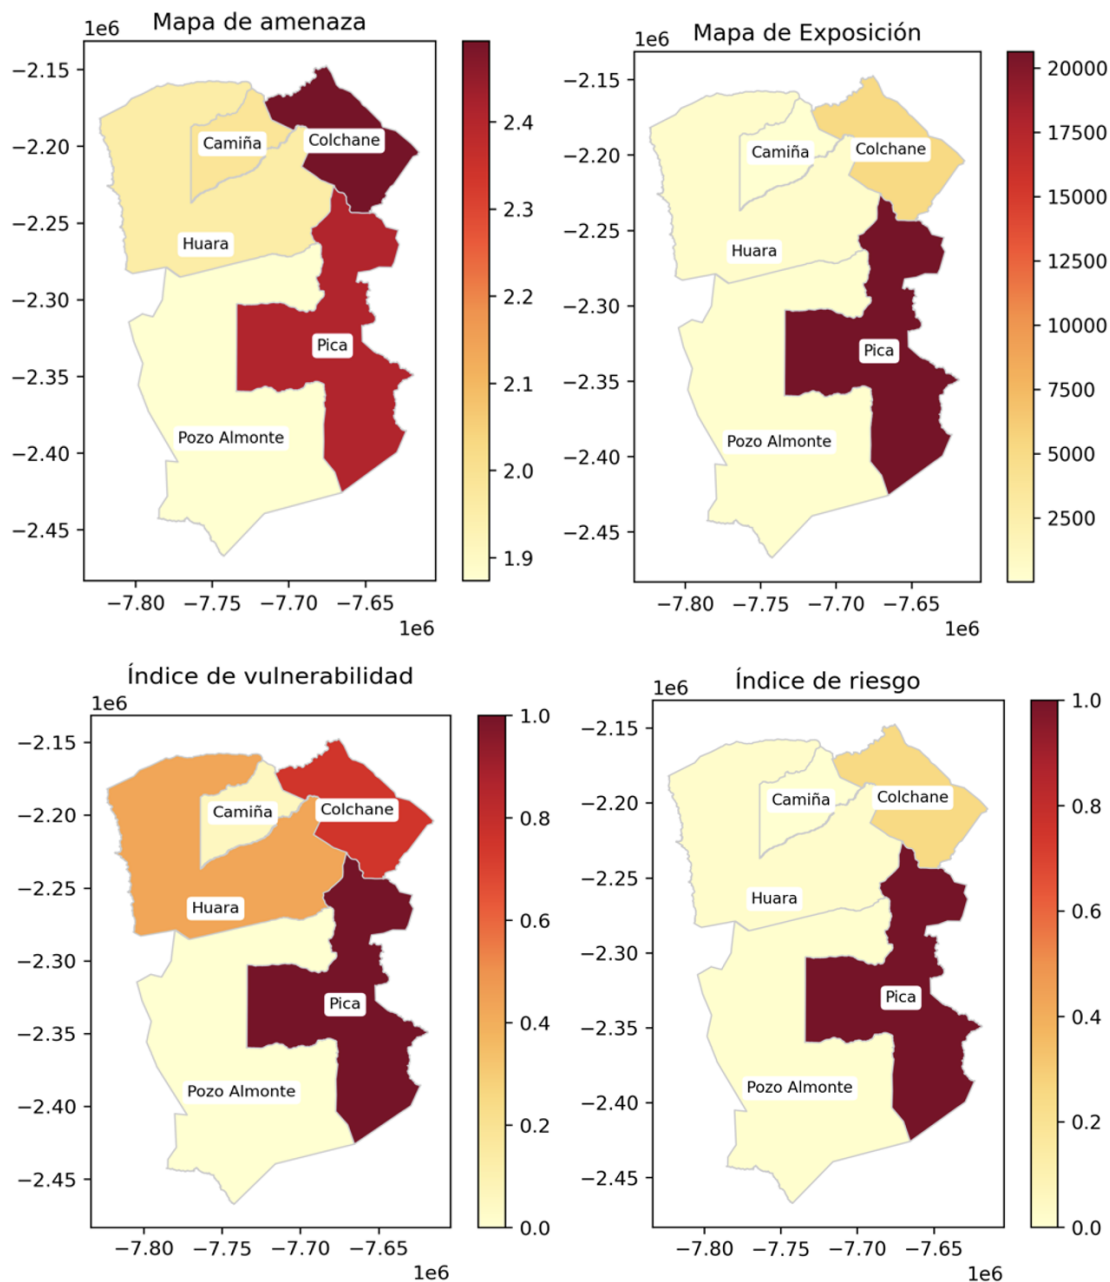 Mapa de amenaza
1e6
−2.15
−2.20
−2.25
−2.30
−2.35
−2.40
−2.45
Camiña
Colchane
Huara
Pica
Pozo Almonte
−7.80 −7.75 −7.70 −7.65
1e6
2.4
2.3
2.2
2.1
2.0
1.9
Mapa de Exposición
1e6
−2.15
−2.20
−2.25
−2.30
−2.35
−2.40
−2.45
Camiña
Colchane
Huara
Pica
Pozo Almonte
−7.80 −7.75 −7.70 −7.65
1e6
20000
17500
15000
12500
10000
7500
5000
2500
Índice de vulnerabilidad
1e6
−2.15
−2.20
−2.25
−2.30
−2.35
−2.40
−2.45
Camiña
Colchane
Huara
Pica
Pozo Almonte
−7.80 −7.75 −7.70 −7.65
1e6
1.0
0.8
0.6
0.4
0.2
0.0
Índice de riesgo
1e6
−2.15
−2.20
−2.25
−2.30
−2.35
−2.40
−2.45
Camiña
Colchane
Huara
Pica
Pozo Almonte
−7.80 −7.75 −7.70 −7.65
1e6
1.0
0.8
0.6
0.4
0.2
0.0